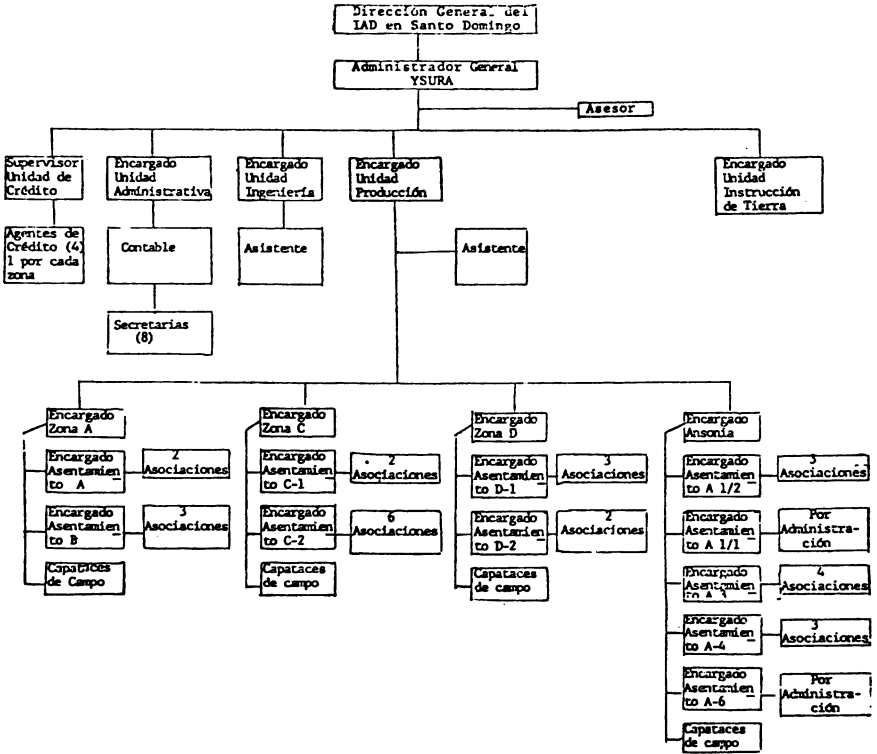 Dirección General del
IAD en Santo Domingo
Administrador General
YSURA
Asesor
Supervisor
Unidad de
Crédito
Encargado
Unidad
Administrativa
Encargado
Unidad
Ingeniería
Encargado
Unidad
Producción
Encargado
Unidad
Instrucción
de Tierra
Agentes de
Crédito (4)
1 por cada
zona
Contable
Asistente
Asistente
Secretarias
(8)
Encargado
Zona A
Encargado
Asentamien
to A
2
Asociaciones
Encargado
Asentamien
to B
3
Asociaciones
Capataces
de Campo
Encargado
Zona C
Encargado
Asentamien
to C-1
2
Asociaciones
Encargado
Asentamien
to C-2
6
Asociaciones
Capataces
de campo
Encargado
Zona D
Encargado
Asentamien
to D-1
3
Asociaciones
Encargado
Asentamien
to D-2
2
Asociaciones
Capataces
de campo
Encargado
Ansonia
Encargado
Asentamien
to A 1/2
3
Asociaciones
Encargado
Asentamien
to A 1/1
Por
Administra-
ción
Encargado
Asentamien
to A 3
4
Asociaciones
Encargado
Asentamien
to A-4
3
Asociaciones
Encargado
Asentamien
to A-6
Por
Administra-
ción
Capataces
de campo